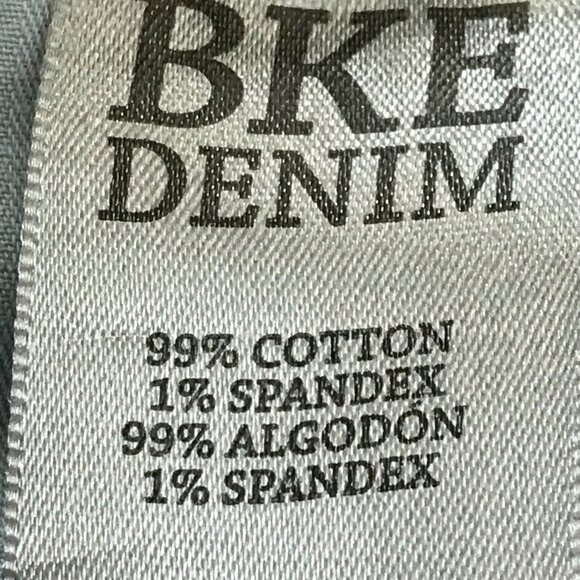 BKE
DENIM
99% COTTON
1% SPANDEX
99% ALGODÓN
1% SPANDEX